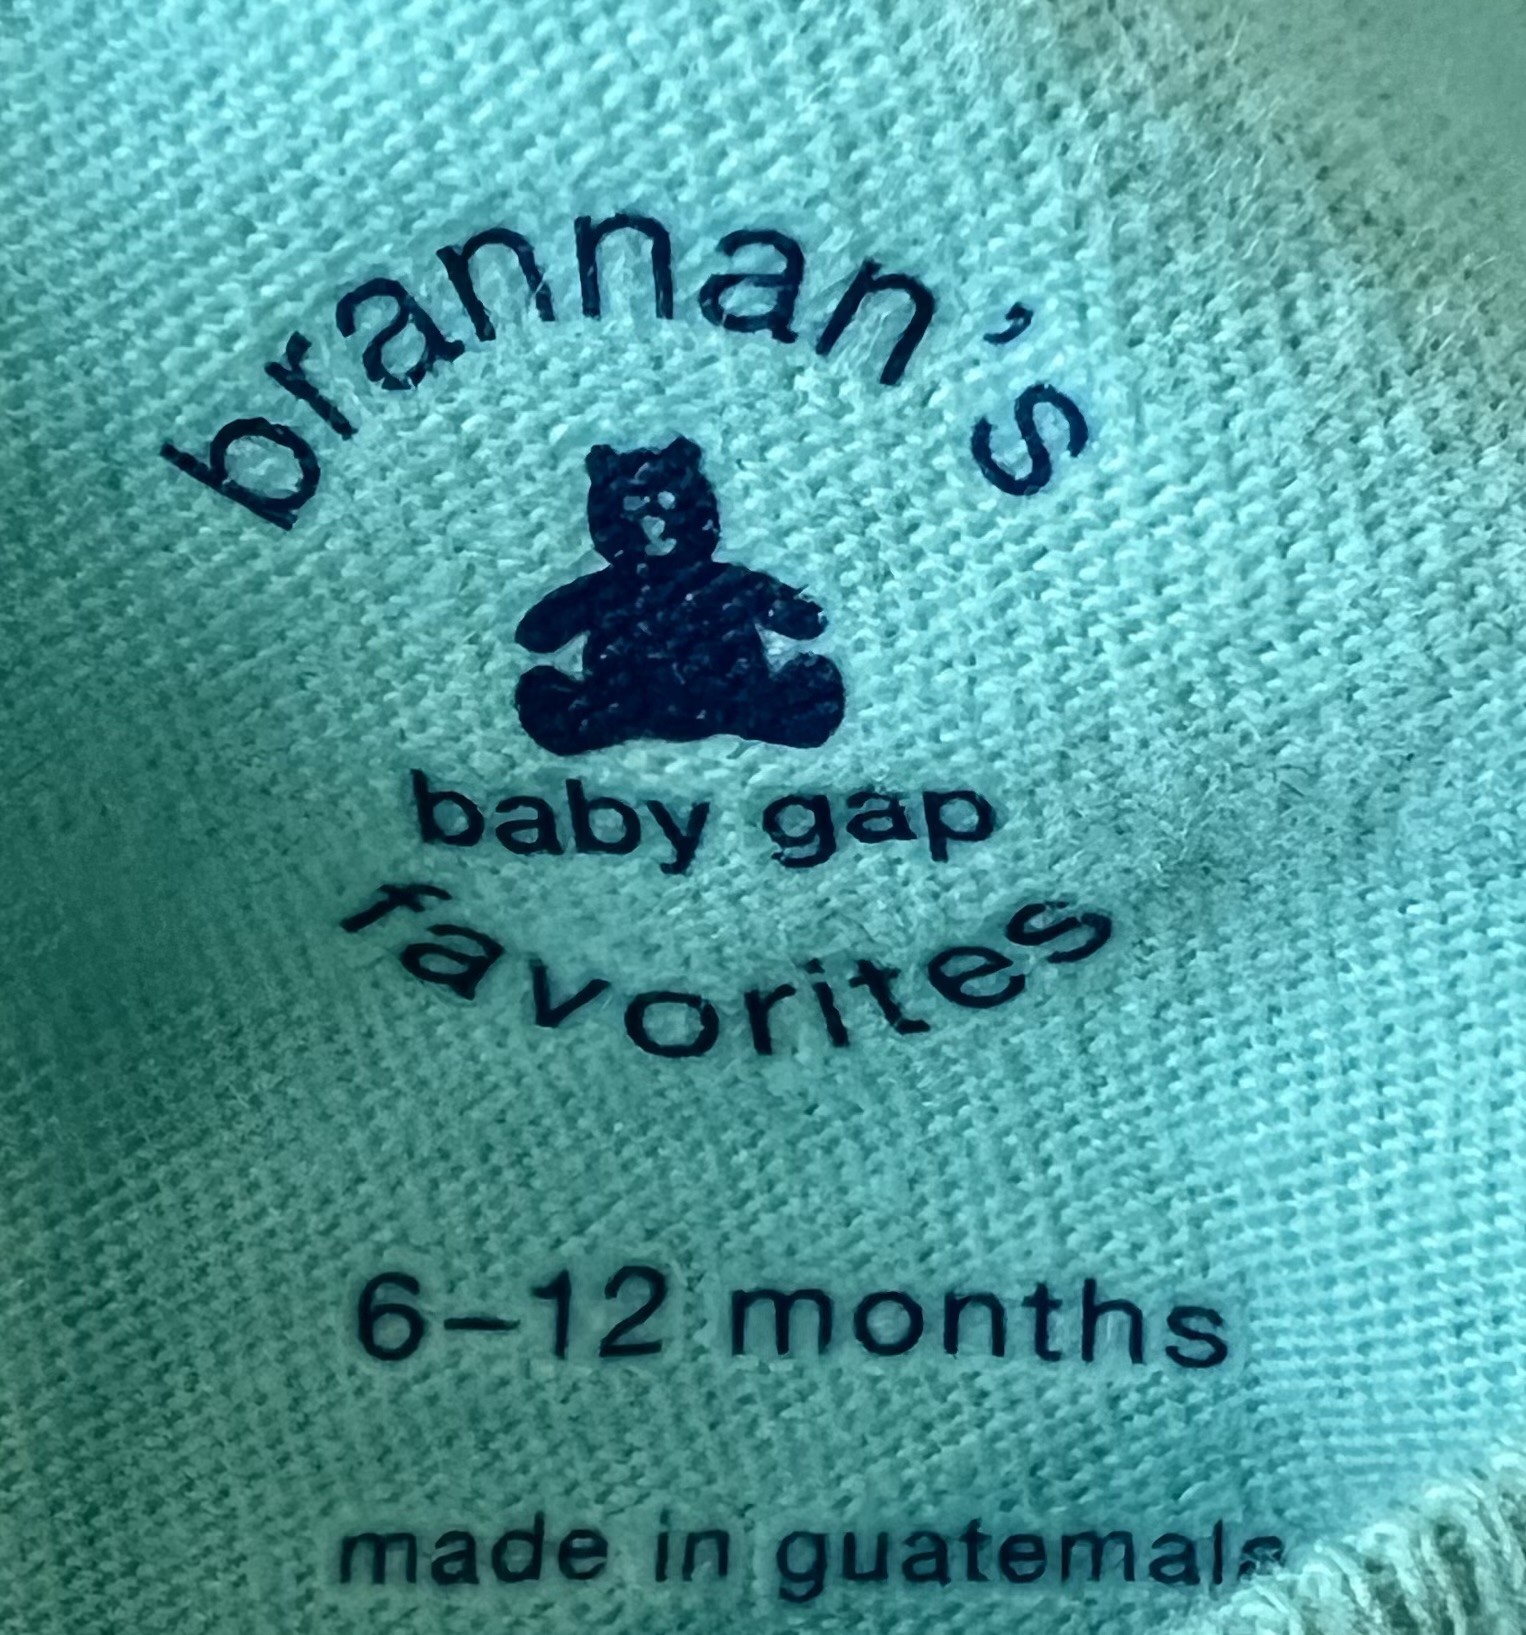 brannan's
baby gap
favorites
6–12 months
made in guatemala